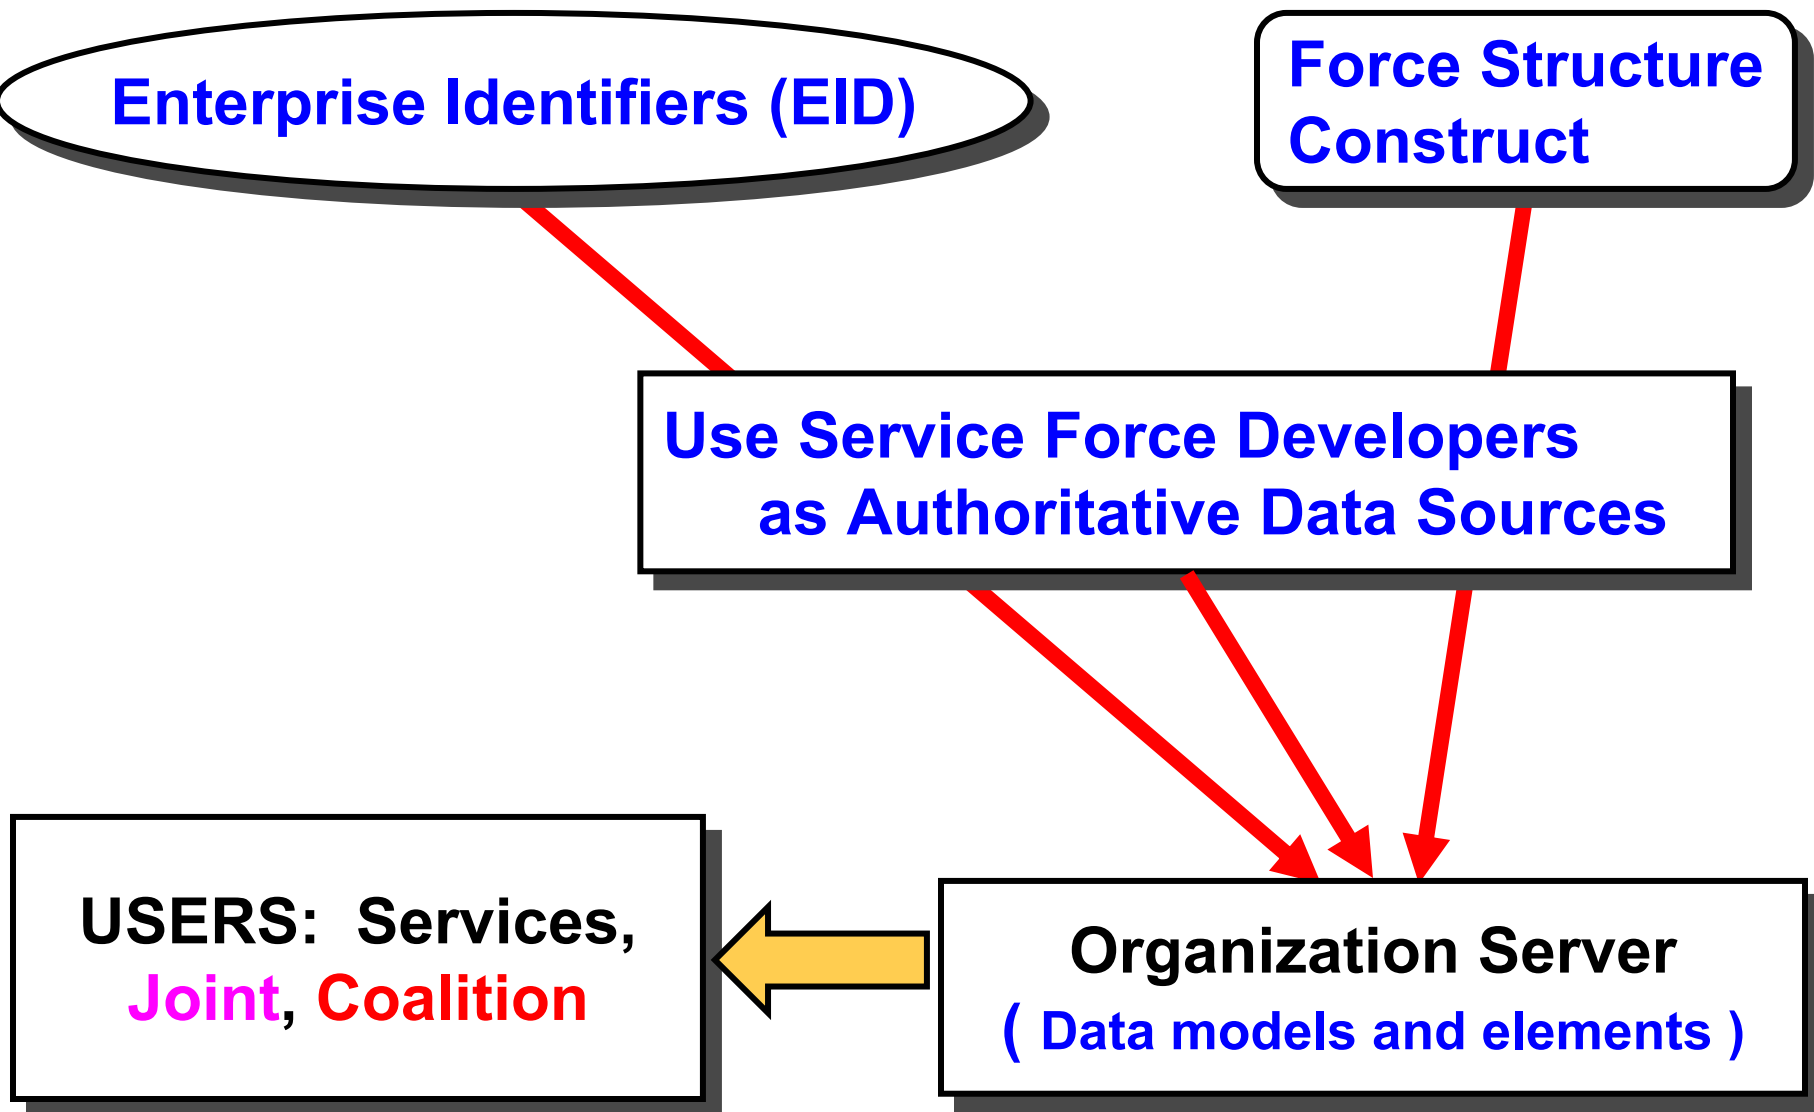 Enterprise Identifiers (EID)
Force Structure
Construct
Use Service Force Developers
as Authoritative Data Sources
USERS: Services,
Joint, Coalition
Organization Server
( Data models and elements )